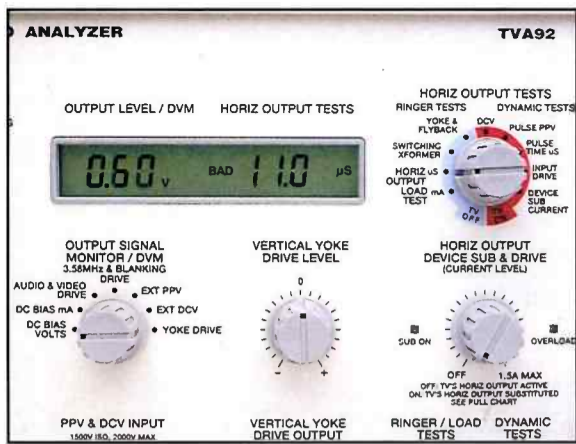 ANALYZER
TVA92
OUTPUT LEVEL / DVM
HORIZ OUTPUT TESTS
0.60 V
BAD 11.0 µS
HORIZ OUTPUT TESTS
RINGER TESTS
DYNAMIC TESTS
YOKE & FLYBACK
DCV
PULSE PPV
SWITCHING XFORMER
PULSE TIME uS
HORIZ uS OUTPUT
INPUT DRIVE
LOAD mA TEST
DEVICE SUB CURRENT
TV OFF
TV ON
OUTPUT SIGNAL
MONITOR / DVM
3.58MHz & BLANKING
DRIVE
AUDIO & VIDEO DRIVE
EXT PPV
DC BIAS mA
EXT DCV
DC BIAS VOLTS
YOKE DRIVE
VERTICAL YOKE
DRIVE LEVEL
0
- +
HORIZ OUTPUT
DEVICE SUB & DRIVE
(CURRENT LEVEL)
SUB ON
OVERLOAD
OFF
1.5A MAX
OFF: TV'S HORIZ OUTPUT ACTIVE
ON: TV'S HORIZ OUTPUT SUBSTITUTED
SEE PULL CHART
PPV & DCV INPUT
1500V ISO, 2000V MAX
VERTICAL YOKE
DRIVE OUTPUT
RINGER / LOAD
TESTS
DYNAMIC
TESTS